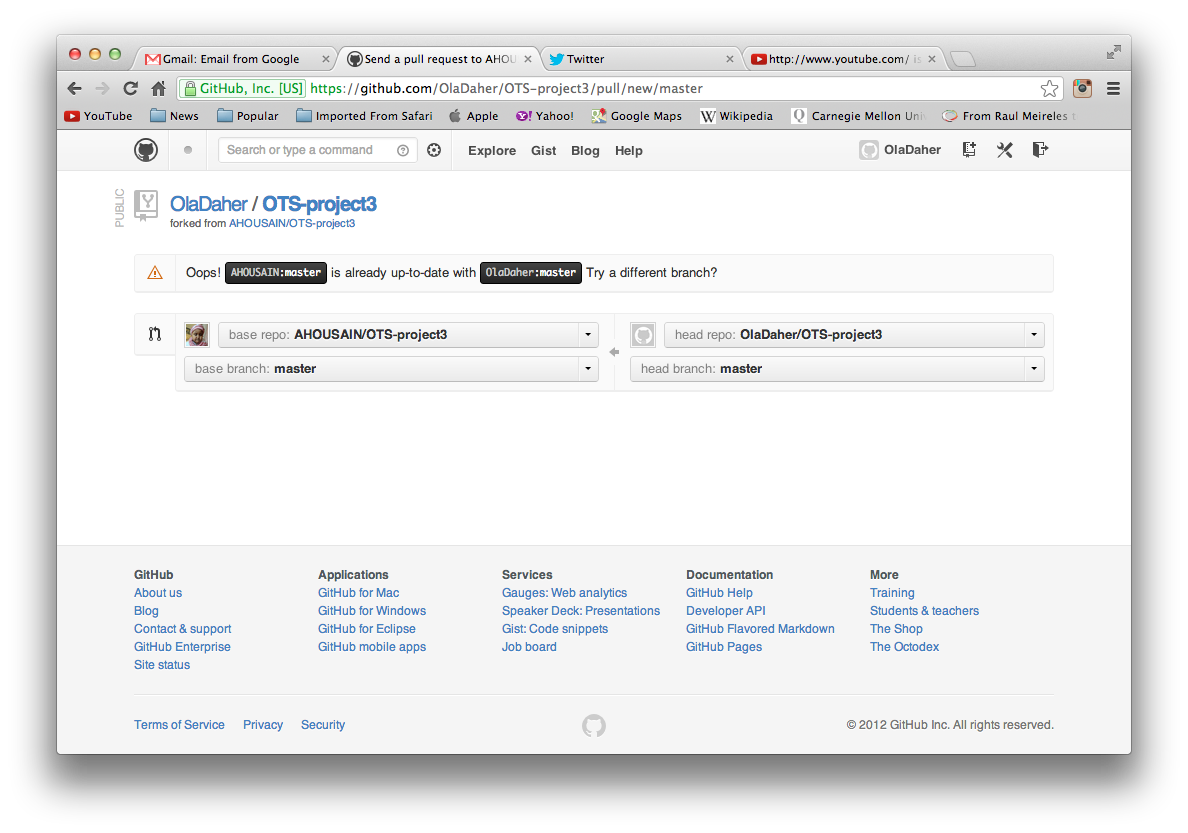 Gmail: Email from Google
Send a pull request to AHOU
Twitter
http://www.youtube.com/ is
GitHub, Inc. [US] https://github.com/OlaDaher/OTS-project3/pull/new/master
YouTube News Popular Imported From Safari Apple Yahoo! Google Maps Wikipedia Carnegie Mellon Uni From Raul Meireles t
Search or type a command Explore Gist Blog Help OlaDaher
PUBLIC
OlaDaher / OTS-project3
forked from AHOUSAIN/OTS-project3
Oops! AHOUSAIN:master is already up-to-date with OlaDaher:master Try a different branch?
base repo: AHOUSAIN/OTS-project3 head repo: OlaDaher/OTS-project3
base branch: master head branch: master
GitHub Applications Services Documentation More
About us GitHub for Mac Gauges: Web analytics GitHub Help Training
Blog GitHub for Windows Speaker Deck: Presentations Developer API Students & teachers
Contact & support GitHub for Eclipse Gist: Code snippets GitHub Flavored Markdown The Shop
GitHub Enterprise GitHub mobile apps Job board GitHub Pages The Octodex
Site status
Terms of Service Privacy Security © 2012 GitHub Inc. All rights reserved.